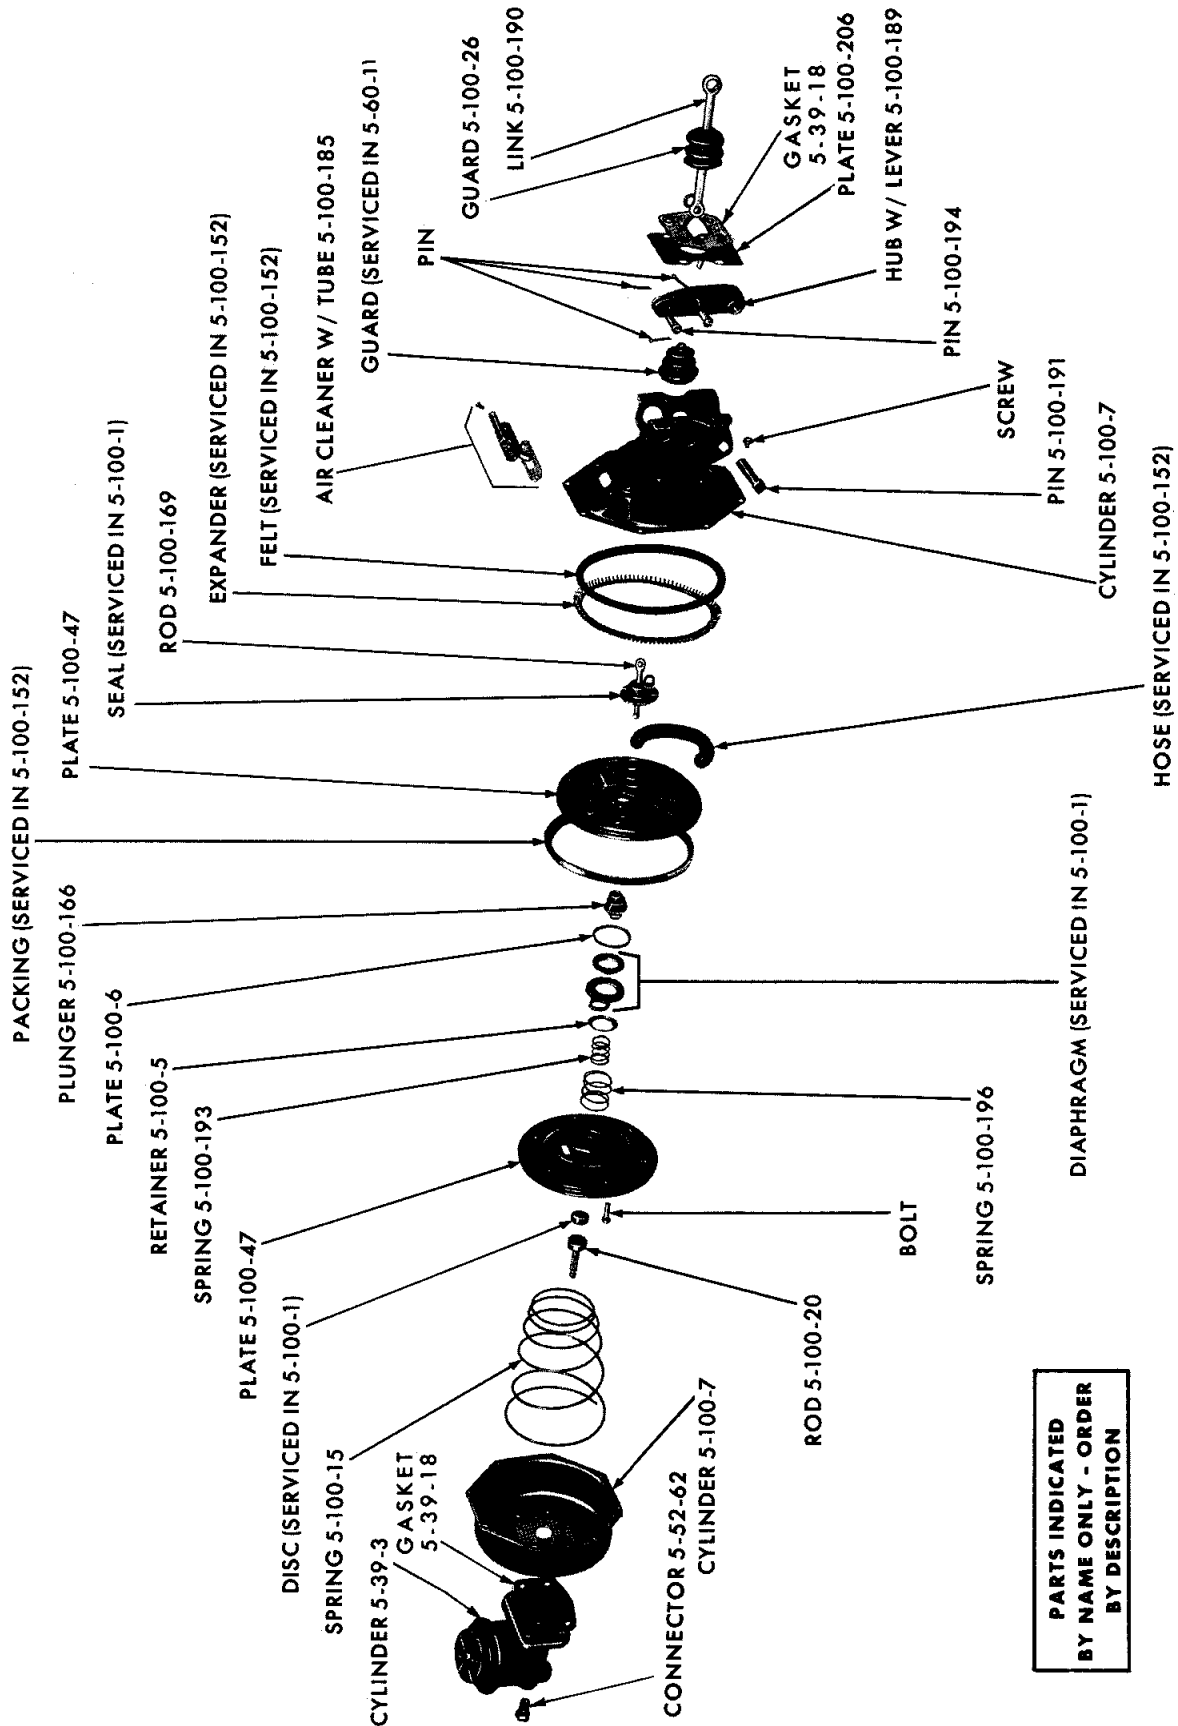 PACKING (SERVICED IN 5-100-152)
PLATE 5-100-47
SEAL (SERVICED IN 5-100-1)
ROD 5-100-169
EXPANDER (SERVICED IN 5-100-152)
FELT (SERVICED IN 5-100-152)
AIR CLEANER W/ TUBE 5-100-185
GUARD (SERVICED IN 5-60-11)
PIN
GUARD 5-100-26
LINK 5-100-190
PLUNGER 5-100-166
PLATE 5-100-6
RETAINER 5-100-5
SPRING 5-100-193
PLATE 5-100-47
DISC (SERVICED IN 5-100-1)
SPRING 5-100-15
CYLINDER 5-39-3
GASKET
5-39-18
GASKET
5-39-18
PLATE 5-100-206
HUB W/ LEVER 5-100-189
PIN 5-100-194
SCREW
PIN 5-100-191
CYLINDER 5-100-7
HOSE (SERVICED IN 5-100-152)
DIAPHRAGM (SERVICED IN 5-100-1)
SPRING 5-100-196
BOLT
ROD 5-100-20
CYLINDER 5-100-7
CONNECTOR 5-52-62
PARTS INDICATED
BY NAME ONLY - ORDER
BY DESCRIPTION